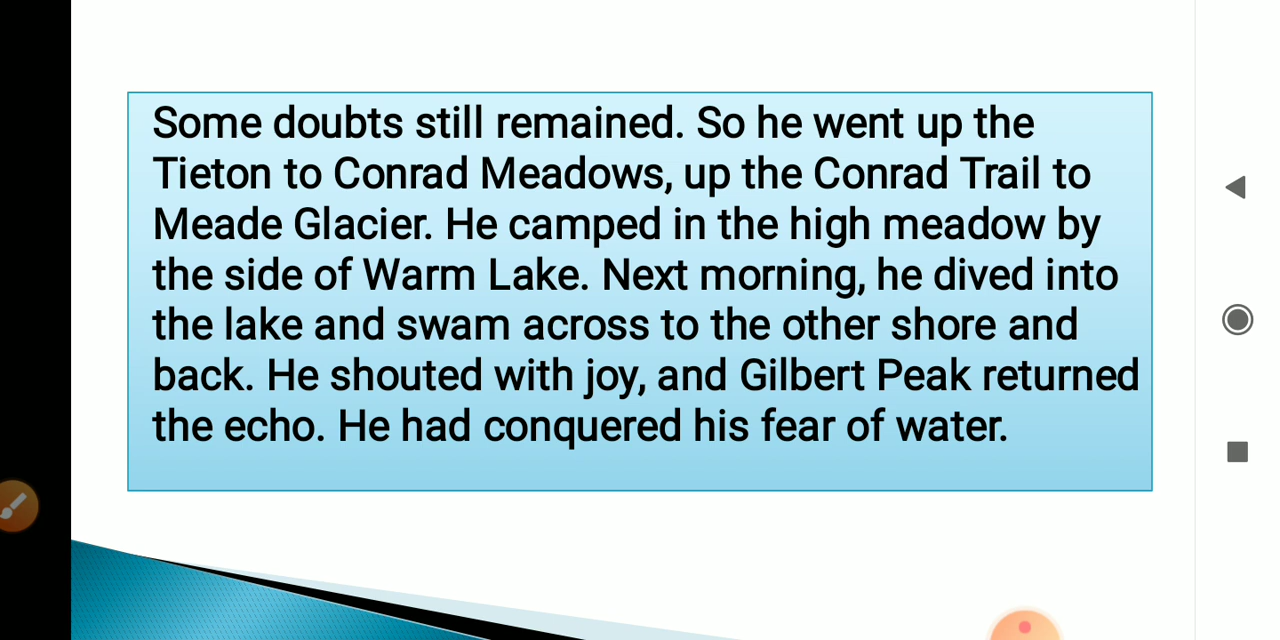 Some doubts still remained. So he went up the
Tieton to Conrad Meadows, up the Conrad Trail to
Meade Glacier. He camped in the high meadow by
the side of Warm Lake. Next morning, he dived into
the lake and swam across to the other shore and
back. He shouted with joy, and Gilbert Peak returned
the echo. He had conquered his fear of water.